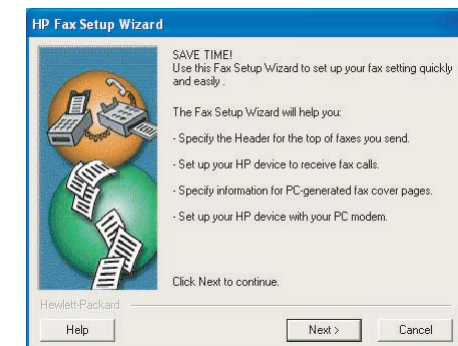 HP Fax Setup Wizard
SAVE TIME!
Use this Fax Setup Wizard to set up your fax setting quickly
and easily .
The Fax Setup Wizard will help you:
- Specify the Header for the top of faxes you send.
- Set up your HP device to receive fax calls.
- Specify information for PC-generated fax cover pages.
- Set up your HP device with your PC modem.
Click Next to continue.
Hewlett-Packard
Help
Next >
Cancel